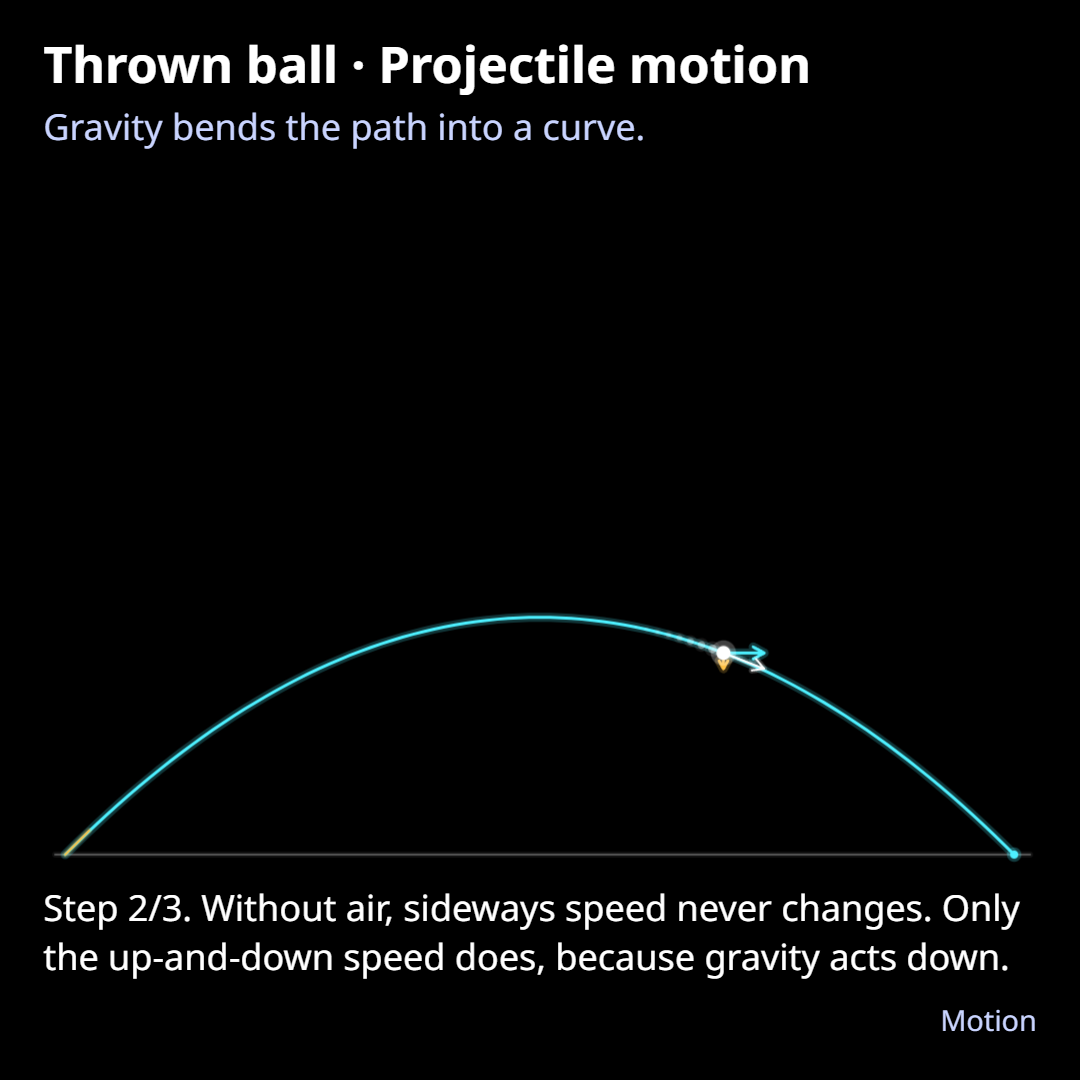 Thrown ball · Projectile motion
Gravity bends the path into a curve.
Step 2/3. Without air, sideways speed never changes. Only
the up-and-down speed does, because gravity acts down.
Motion